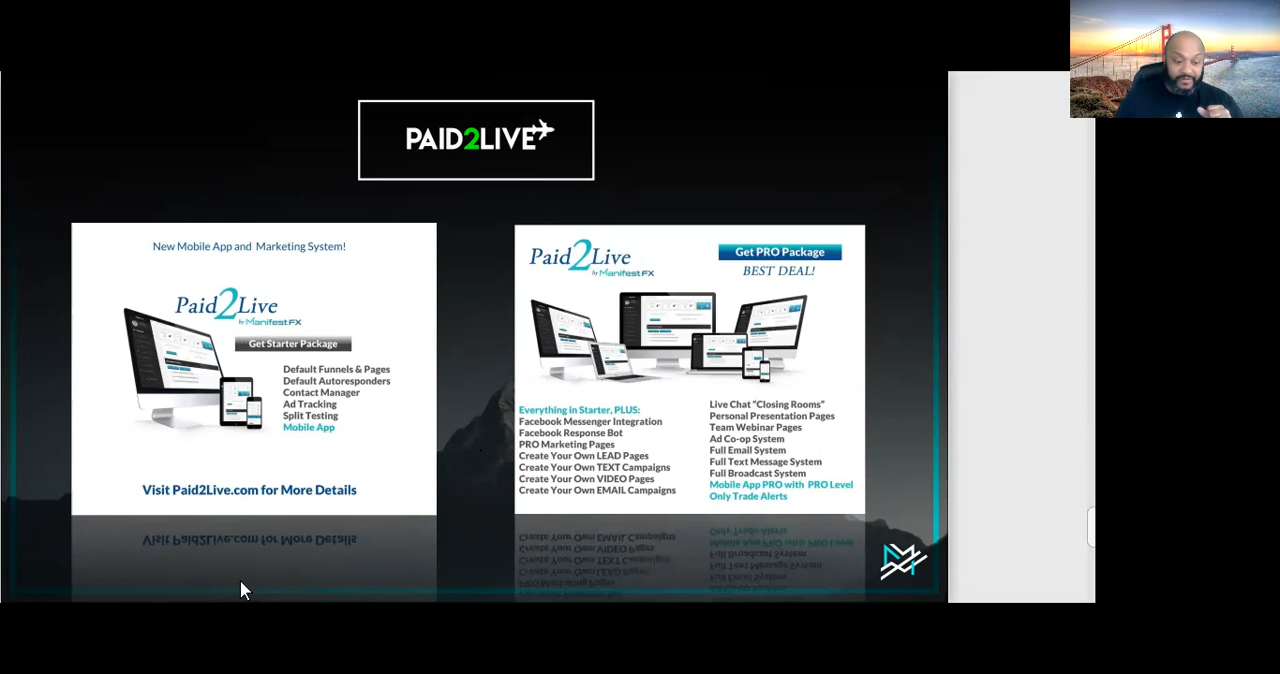 PAID2LIVE
New Mobile App and Marketing System!
Paid2Live
by ManifestFX
Get Starter Package
Default Funnels & Pages
Default Autoresponders
Contact Manager
Ad Tracking
Split Testing
Mobile App
Visit Paid2Live.com for More Details
Paid2Live
by ManifestFX
Get PRO Package
BEST DEAL!
Everything in Starter, PLUS:
Facebook Messenger Integration
Facebook Response Bot
PRO Marketing Pages
Create Your Own LEAD Pages
Create Your Own TEXT Campaigns
Create Your Own VIDEO Pages
Create Your Own EMAIL Campaigns
Live Chat “Closing Rooms”
Personal Presentation Pages
Team Webinar Pages
Ad Co-op System
Full Email System
Full Text Message System
Full Broadcast System
Mobile App PRO with PRO Level
Only Trade Alerts